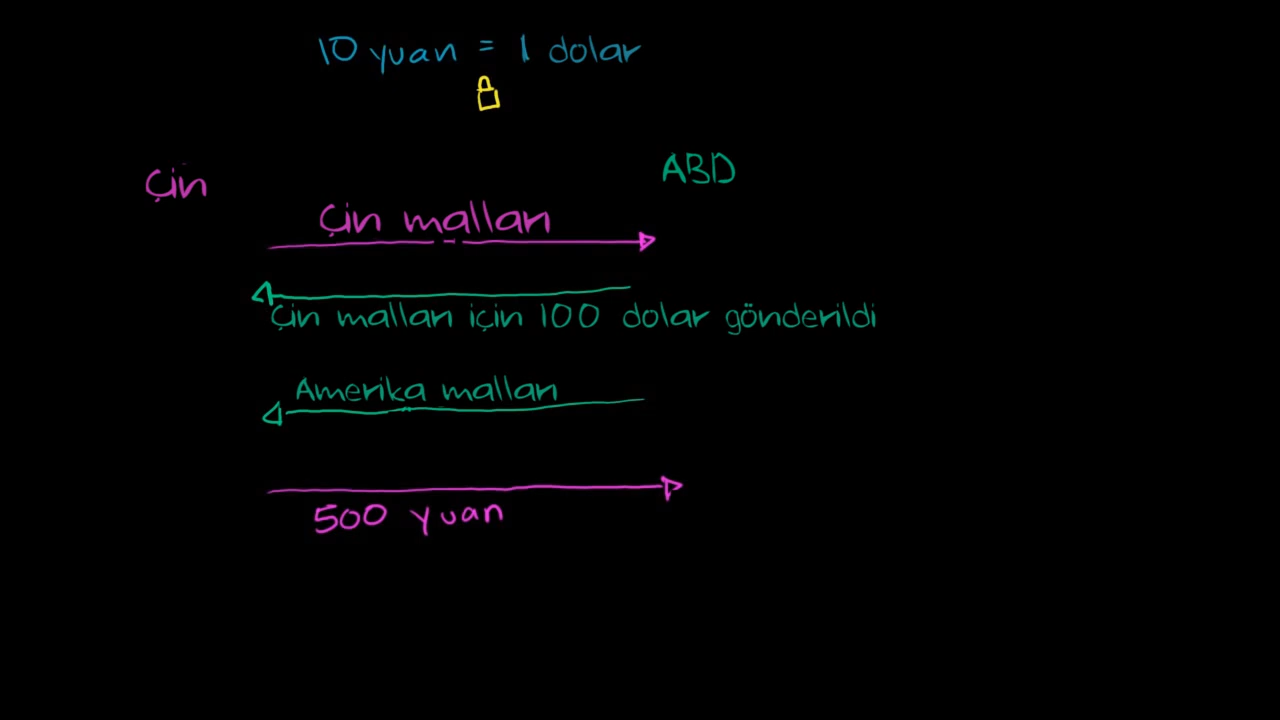 10 yuan = 1 dolar
Çin
ABD
Çin malları
Çin malları için 100 dolar gönderildi
Amerika malları
500 yuan